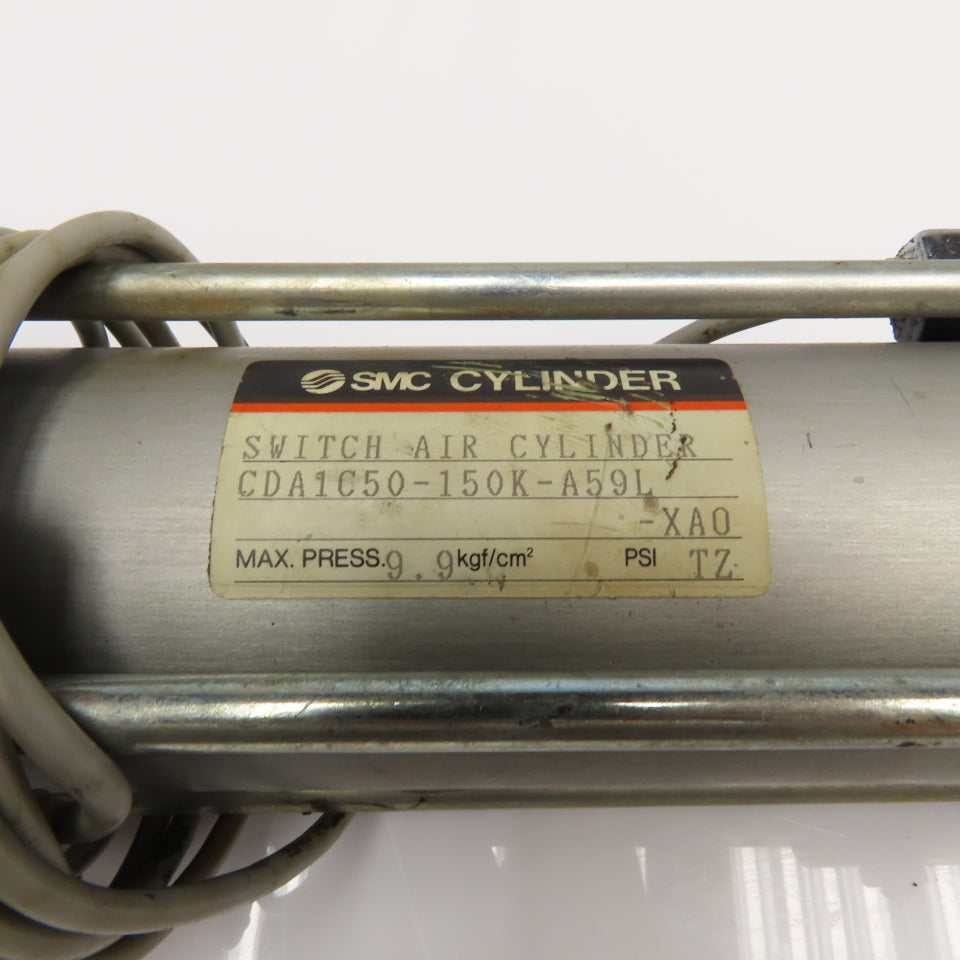 SMC CYLINDER
SWITCH AIR CYLINDER
CDA1C50-150K-A59L
-XA0
MAX. PRESS. 9.9 kgf/cm² PSI TZ